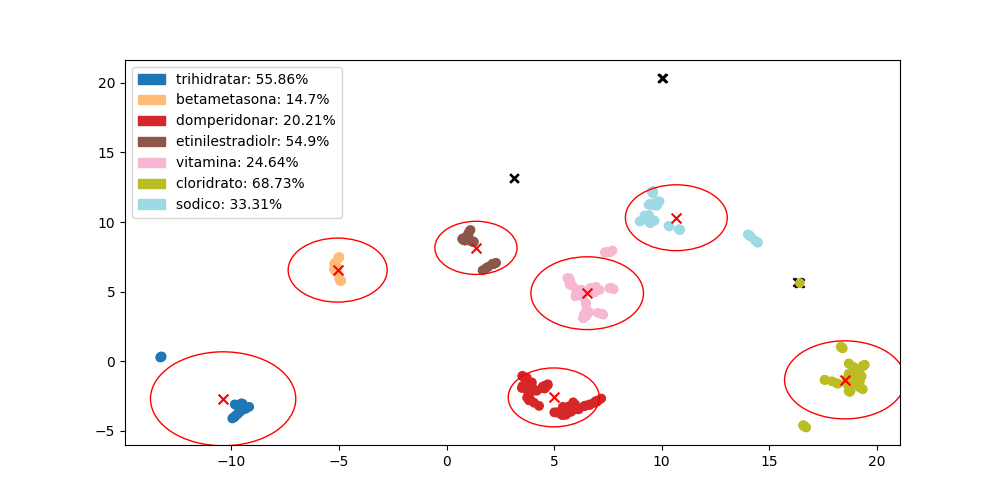 trihidratar: 55.86%
betametasona: 14.7%
domperidonar: 20.21%
etinilestradiolr: 54.9%
vitamina: 24.64%
cloridrato: 68.73%
sodico: 33.31%
20
15
10
5
0
−5
−10 −5 0 5 10 15 20